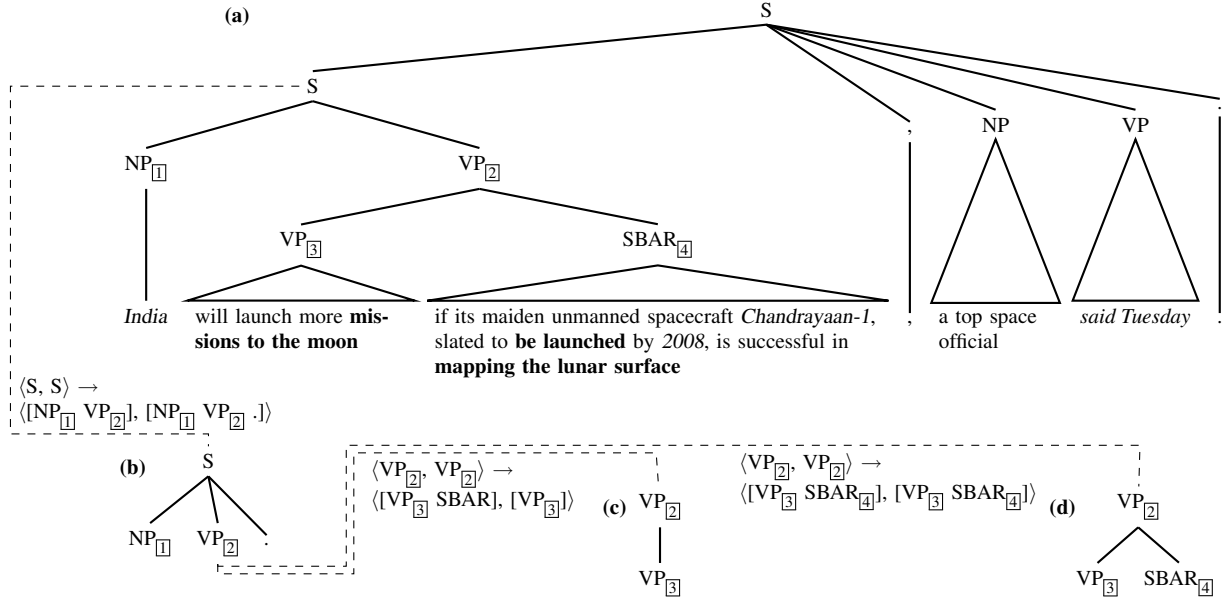 (a)
S
S
, NP VP .
NP1 VP2
VP3 SBAR4
India will launch more mis- if its maiden unmanned spacecraft Chandrayaan-1, , a top space said Tuesday .
sions to the moon slated to be launched by 2008, is successful in official
mapping the lunar surface
⟨S, S⟩ →
⟨[NP1 VP2], [NP1 VP2 .]⟩
(b) S
NP1 VP2 .
⟨VP2, VP2⟩ →
⟨[VP3 SBAR], [VP3]⟩
(c) VP2
VP3
⟨VP2, VP2⟩ →
⟨[VP3 SBAR4], [VP3 SBAR4]⟩
(d) VP2
VP3 SBAR4